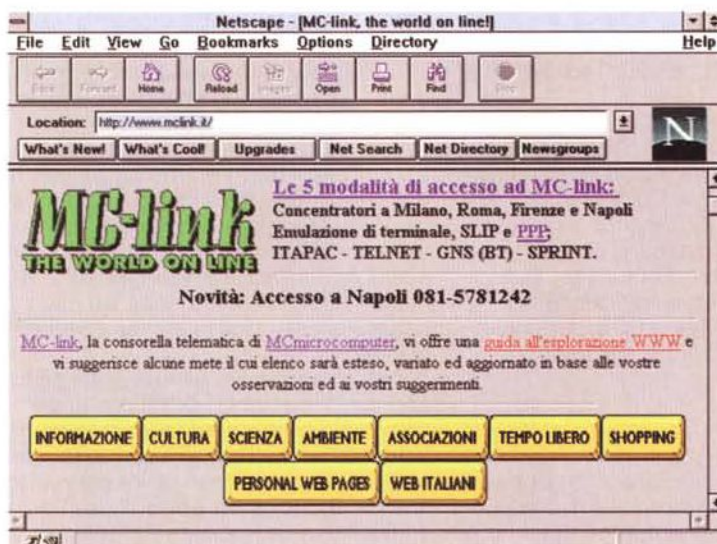 Netscape - [MC-link, the world on line!]
File Edit View Go Bookmarks Options Directory Help
Back Forward Home Reload Images Open Print Find Stop
Location: http://www.mclink.it/
What's New! What's Cool! Upgrades Net Search Net Directory Newsgroups
N
MC-link
THE WORLD ON LINE
Le 5 modalità di accesso ad MC-link:
Concentratori a Milano, Roma, Firenze e Napoli
Emulazione di terminale, SLIP e PPP;
ITAPAC - TELNET - GNS (BT) - SPRINT.
Novità: Accesso a Napoli 081-5781242
MC-link, la consorella telematica di MCmicrocomputer, vi offre una guida all'esplorazione WWW e
vi suggerisce alcune mete il cui elenco sarà esteso, variato ed aggiornato in base alle vostre
osservazioni ed ai vostri suggerimenti.
INFORMAZIONE CULTURA SCIENZA AMBIENTE ASSOCIAZIONI TEMPO LIBERO SHOPPING
PERSONAL WEB PAGES WEB ITALIANI